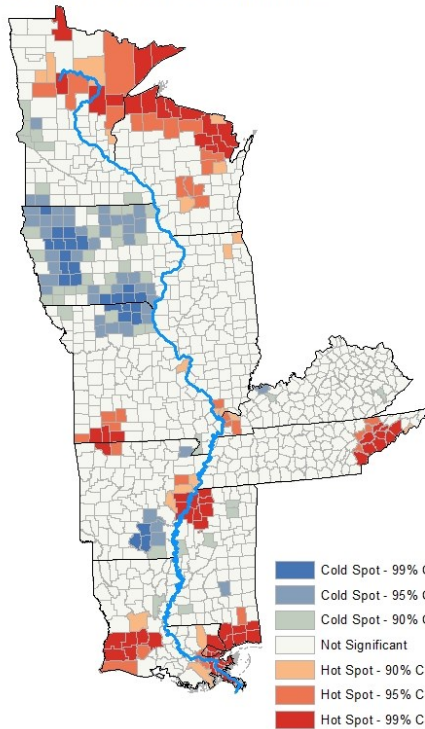 Cold Spot - 99% C
Cold Spot - 95% C
Cold Spot - 90% C
Not Significant
Hot Spot - 90% C
Hot Spot - 95% C
Hot Spot - 99% C